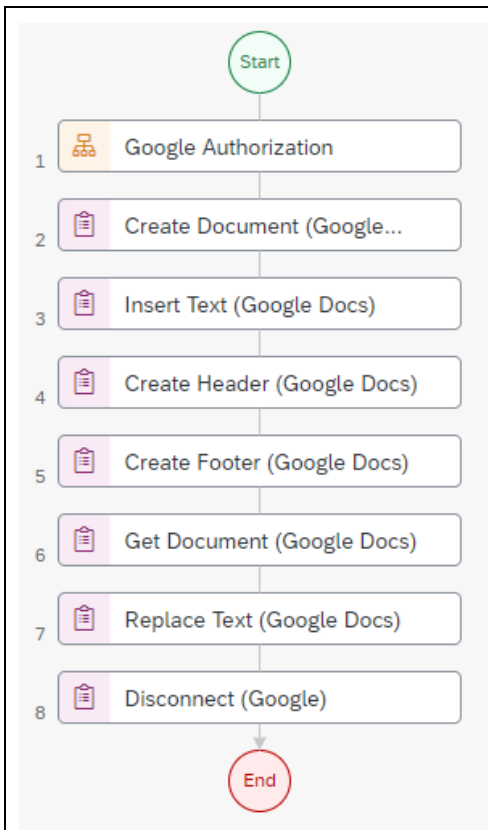 Start
1 Google Authorization
2 Create Document (Google...
3 Insert Text (Google Docs)
4 Create Header (Google Docs)
5 Create Footer (Google Docs)
6 Get Document (Google Docs)
7 Replace Text (Google Docs)
8 Disconnect (Google)
End